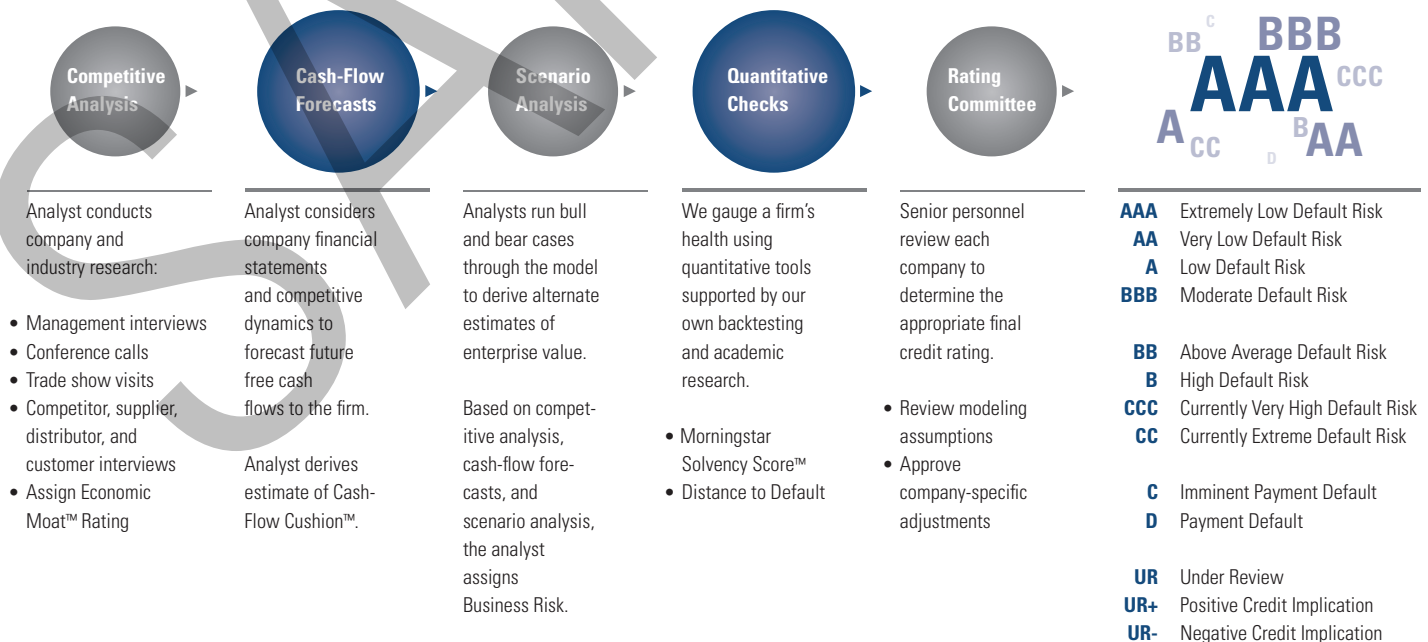 Competitive
Analysis
Cash-Flow
Forecasts
Scenario
Analysis
Quantitative
Checks
Rating
Committee
C
BB
BBB
AAA
CCC
A
CC
B
AA
D
Analyst conducts
company and
industry research:
• Management interviews
• Conference calls
• Trade show visits
• Competitor, supplier,
distributor, and
customer interviews
• Assign Economic
Moat™ Rating
Analyst considers
company financial
statements
and competitive
dynamics to
forecast future
free cash
flows to the firm.
Analyst derives
estimate of Cash-
Flow Cushion™.
Analysts run bull
and bear cases
through the model
to derive alternate
estimates of
enterprise value.
Based on compet-
itive analysis,
cash-flow fore-
casts, and
scenario analysis,
the analyst
assigns
Business Risk.
We gauge a firm's
health using
quantitative tools
supported by our
own backtesting
and academic
research.
• Morningstar
Solvency Score™
• Distance to Default
Senior personnel
review each
company to
determine the
appropriate final
credit rating.
• Review modeling
assumptions
• Approve
company-specific
adjustments
AAA Extremely Low Default Risk
AA Very Low Default Risk
A Low Default Risk
BBB Moderate Default Risk
BB Above Average Default Risk
B High Default Risk
CCC Currently Very High Default Risk
CC Currently Extreme Default Risk
C Imminent Payment Default
D Payment Default
UR Under Review
UR+ Positive Credit Implication
UR- Negative Credit Implication